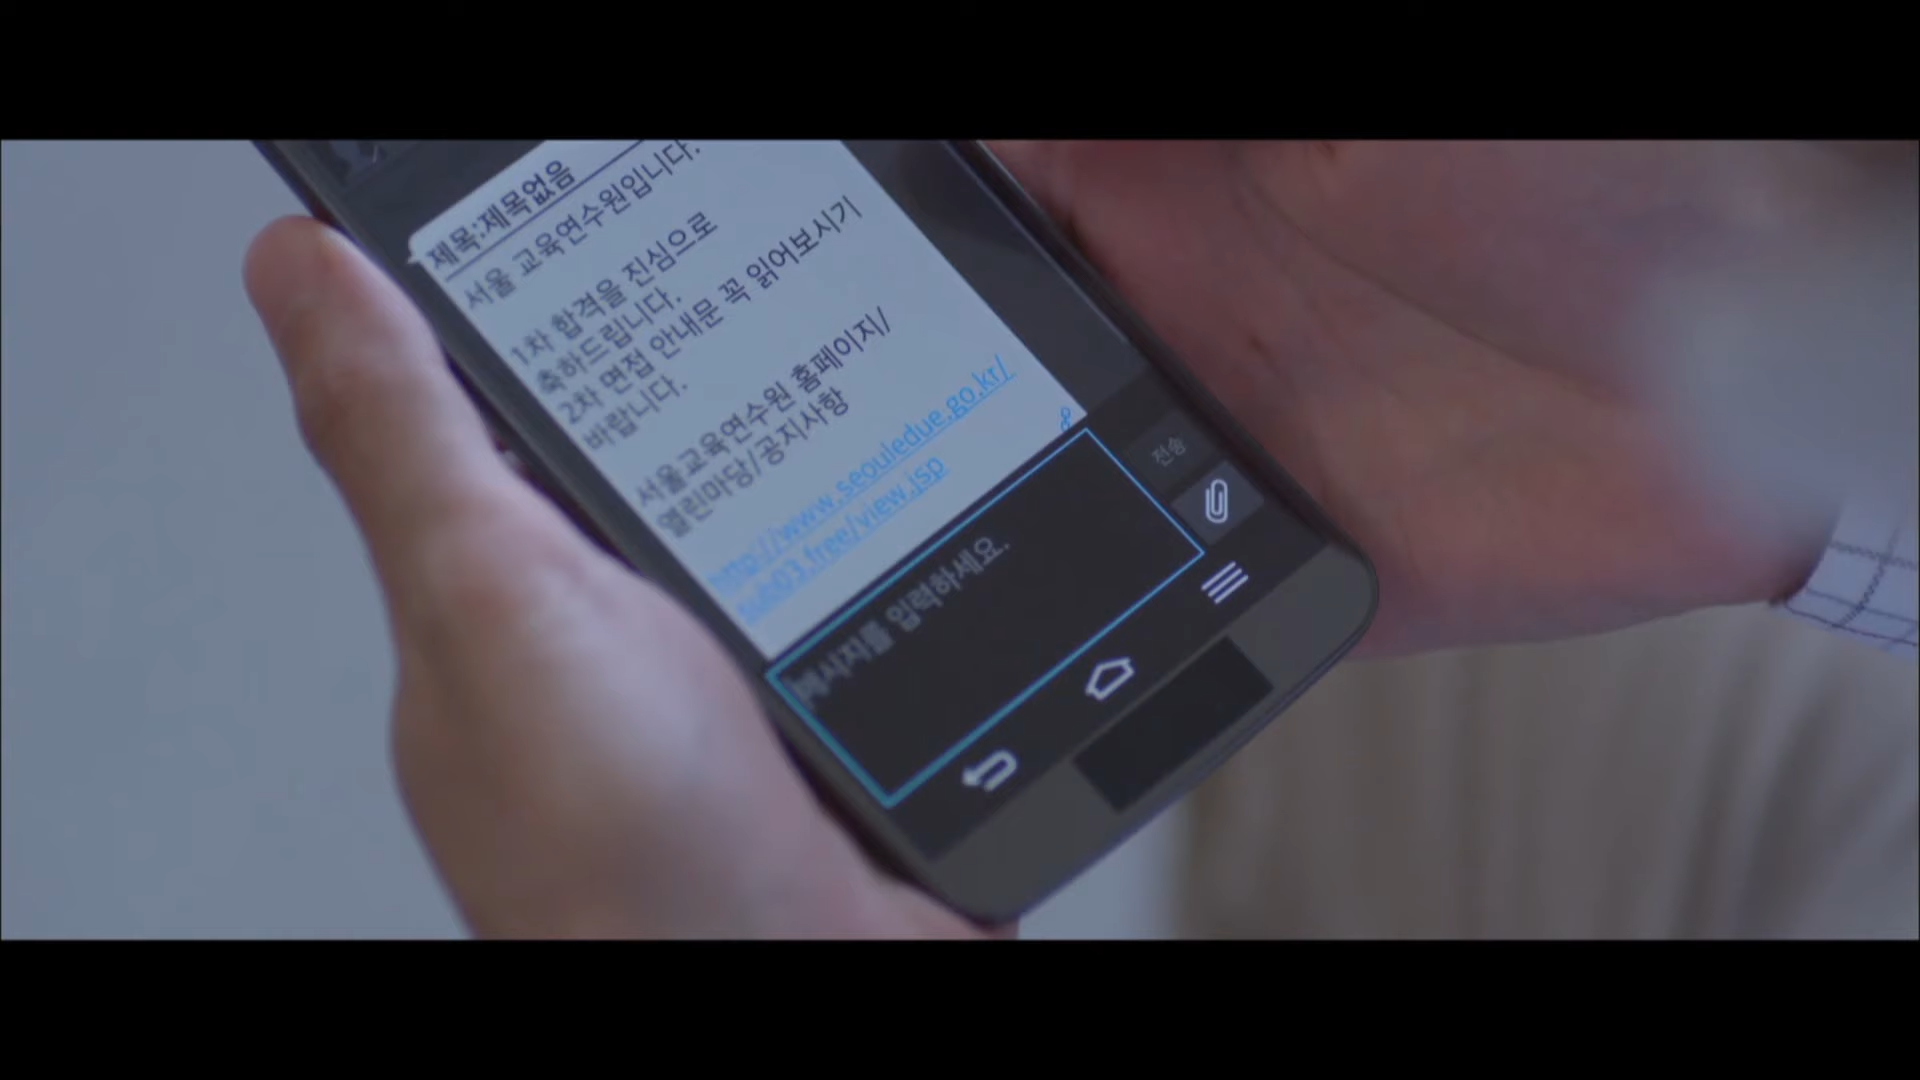 제목:제목없음
서울 교육연수원입니다.
1차 합격을 진심으로
축하드립니다.
2차 면접 안내문 꼭 읽어보시기
바랍니다.
서울교육연수원 홈페이지/
열린마당/공지사항
http://www.seouledue.go.kr/
sub03.free/view.jsp
메시지를 입력하세요.
전송